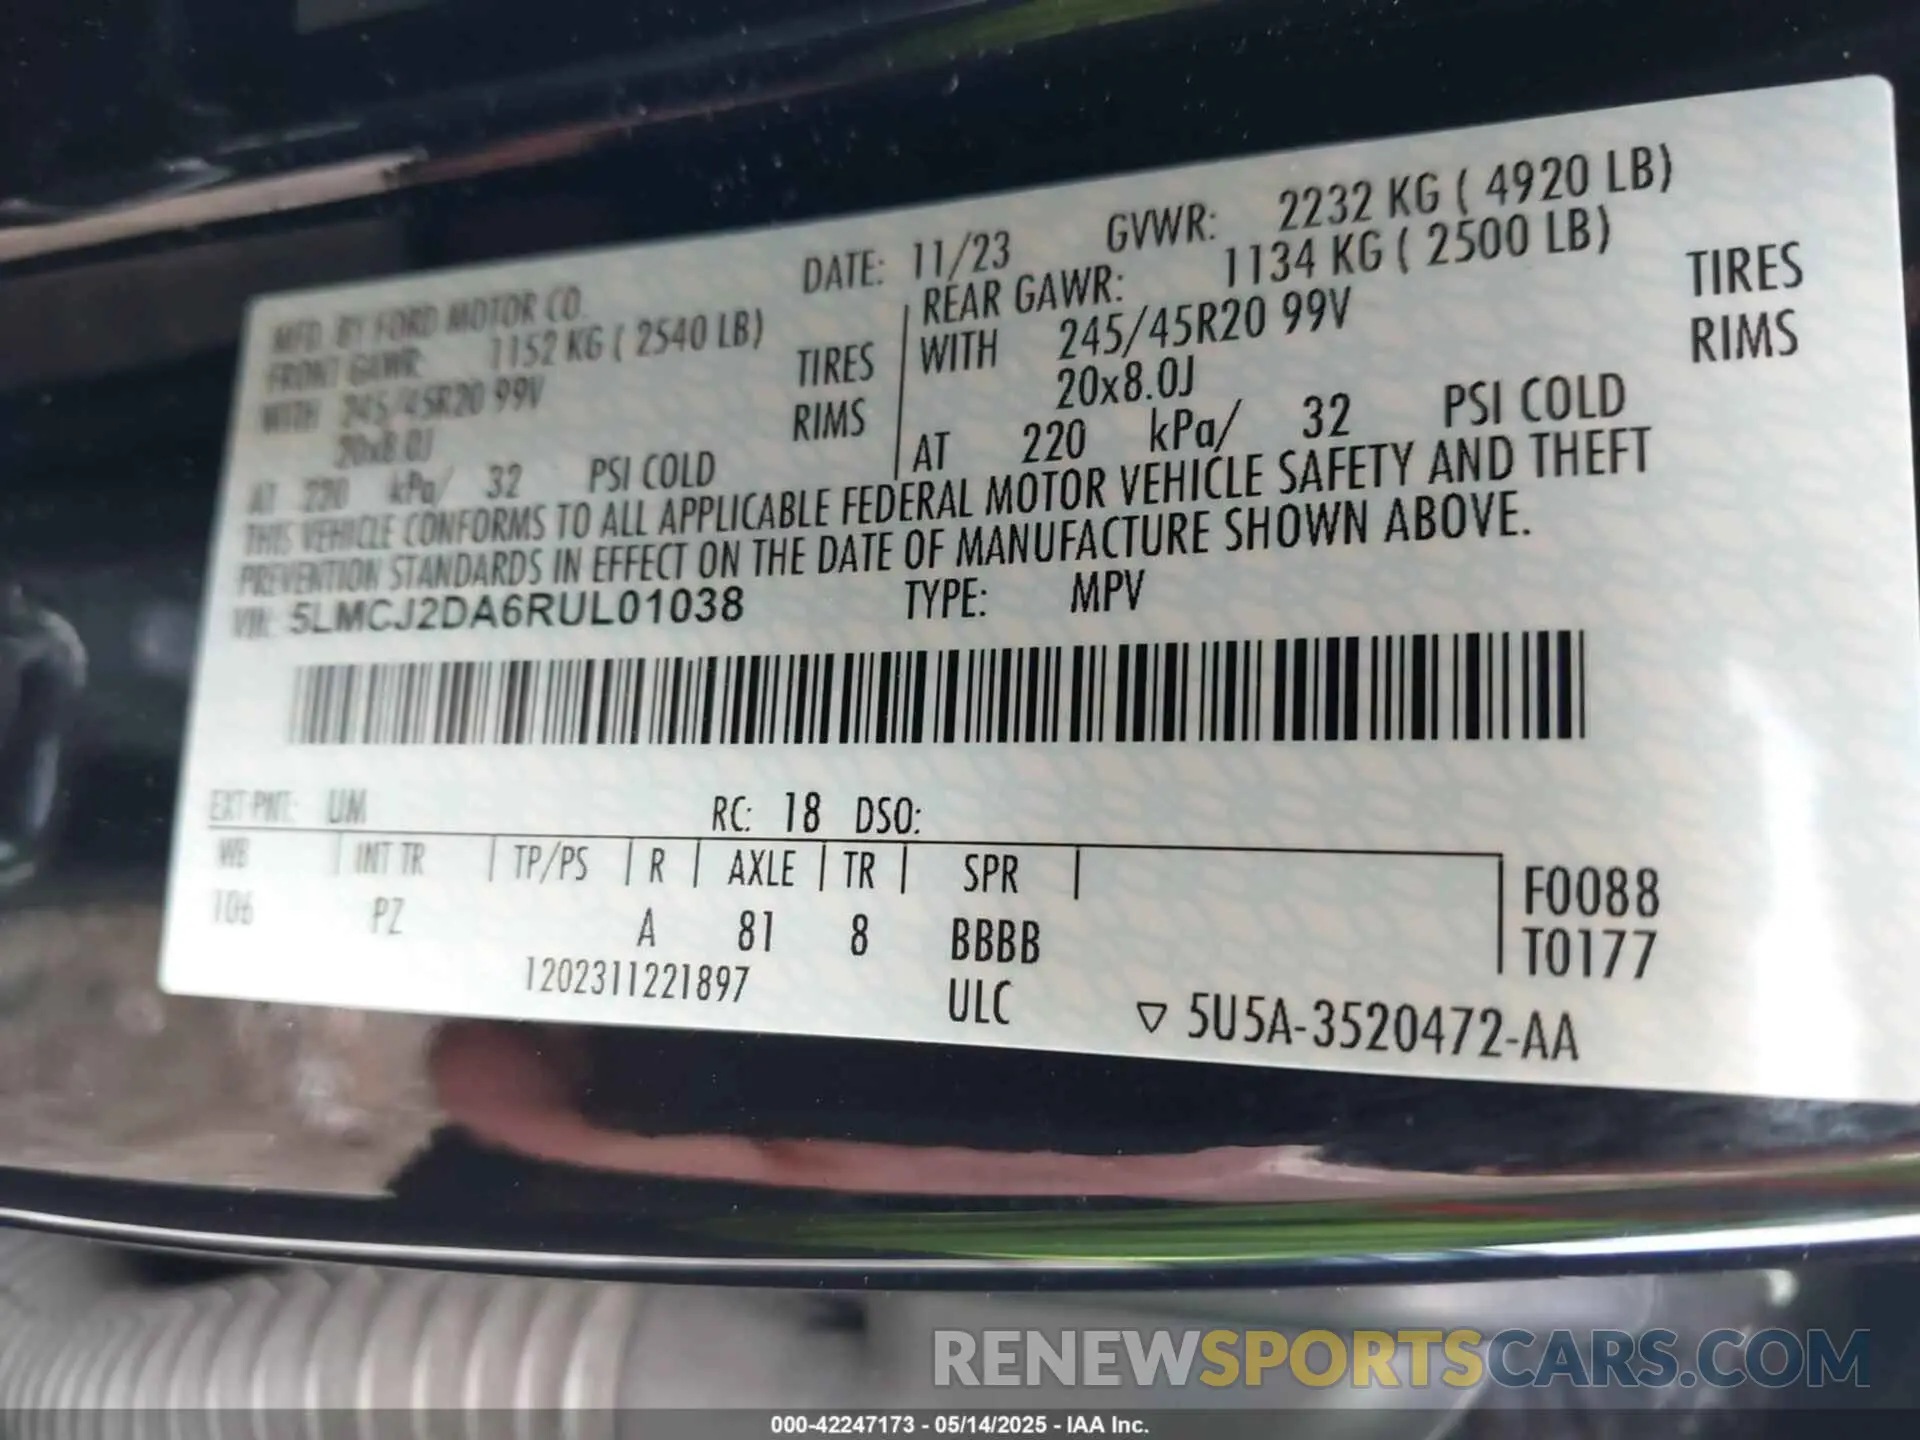 MFD. BY FORD MOTOR CO. DATE: 11/23 GVWR: 2232 KG ( 4920 LB)
FRONT GAWR: 1152 KG ( 2540 LB) REAR GAWR: 1134 KG ( 2500 LB)
WITH 245/45R20 99V TIRES WITH 245/45R20 99V TIRES
20x8.0J RIMS 20x8.0J RIMS
AT 220 kPa/ 32 PSI COLD AT 220 kPa/ 32 PSI COLD
THIS VEHICLE CONFORMS TO ALL APPLICABLE FEDERAL MOTOR VEHICLE SAFETY AND THEFT
PREVENTION STANDARDS IN EFFECT ON THE DATE OF MANUFACTURE SHOWN ABOVE.
VIN: 5LMCJ2DA6RUL01038 TYPE: MPV
EXT PNT: UM RC: 18 DSO:
WB INT TR TP/PS R AXLE TR SPR
106 PZ A 81 8 BBBB
F0088
T0177
1202311221897 ULC ▽ 5U5A-3520472-AA
RENEWSPORTSCARS.COM
000-42247173 - 05/14/2025 - IAA Inc.